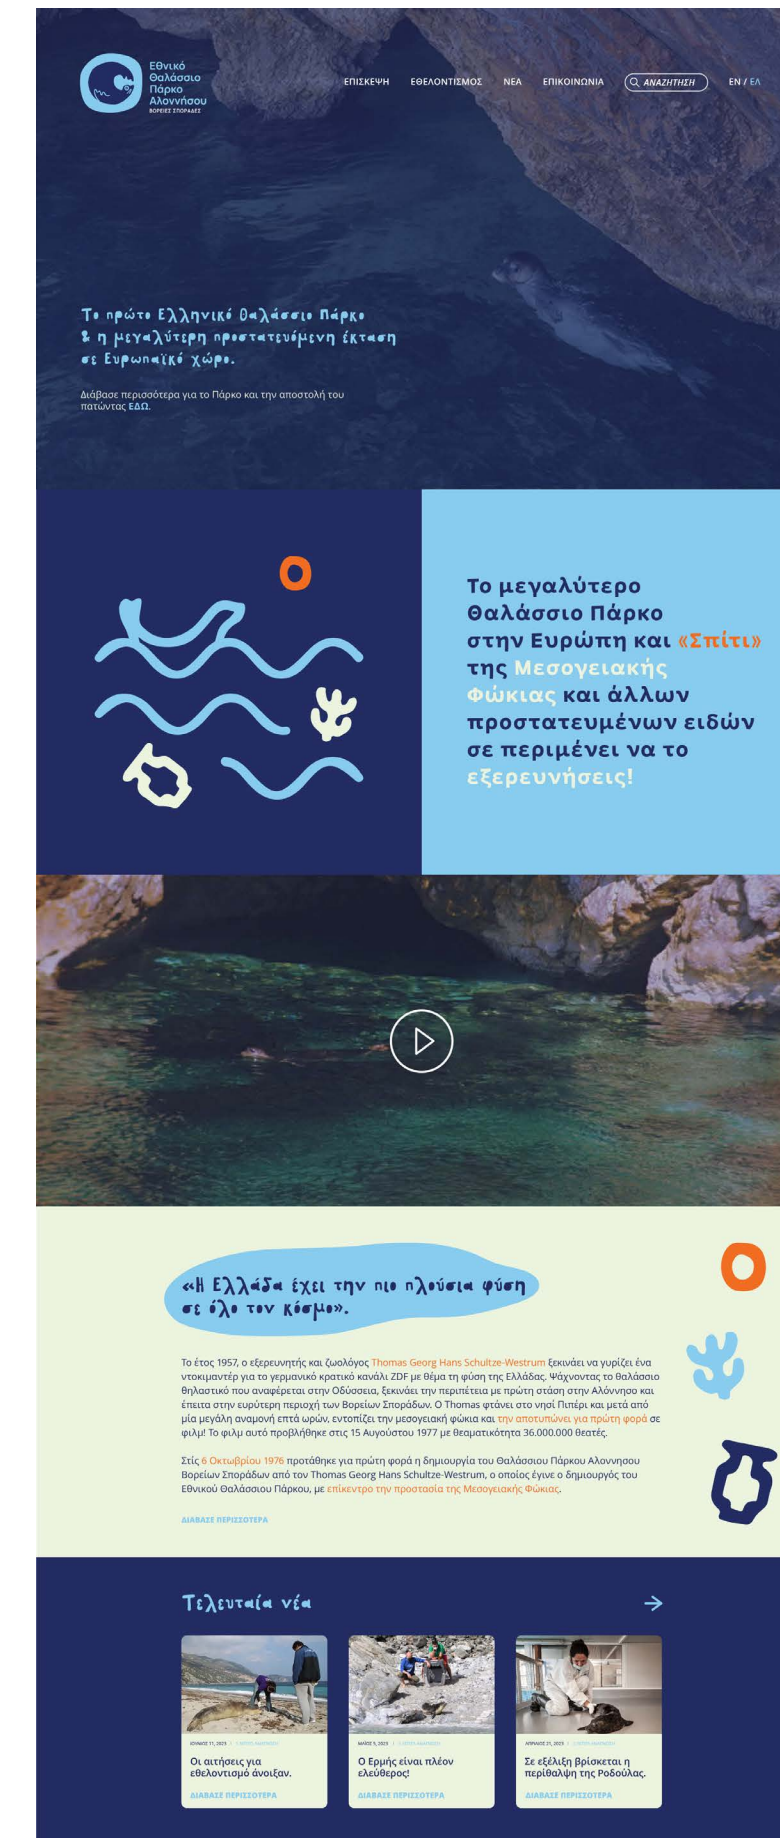 Εθνικό
Θαλάσσιο
Πάρκο
Αλοννήσου
ΒΟΡΕΙΕΣ ΣΠΟΡΑΔΕΣ
ΕΠΙΣΚΕΨΗ ΕΘΕΛΟΝΤΙΣΜΟΣ ΝΕΑ ΕΠΙΚΟΙΝΩΝΙΑ ΑΝΑΖΗΤΗΣΗ EN / ΕΛ
Το πρώτο Ελληνικό Θαλάσσιο Πάρκο
& η μεγαλύτερη προστατευόμενη έκταση
σε Ευρωπαϊκό χώρο.
Διάβασε περισσότερα για το Πάρκο και την αποστολή του
πατώντας ΕΔΩ.
Το μεγαλύτερο
Θαλάσσιο Πάρκο
στην Ευρώπη και «Σπίτι»
της Μεσογειακής
Φώκιας και άλλων
προστατευμένων ειδών
σε περιμένει να το
εξερευνήσεις!
«Η Ελλάδα έχει την πιο πλούσια φύση
σε όλο τον κόσμο».
Το έτος 1957, ο εξερευνητής και ζωολόγος Thomas Georg Hans Schultze-Westrum ξεκινάει να γυρίζει ένα
ντοκιμαντέρ για το γερμανικό κρατικό κανάλι ZDF με θέμα τη φύση της Ελλάδας. Ψάχνοντας το θαλάσσιο
θηλαστικό που αναφέρεται στην Οδύσσεια, ξεκινάει την περιπέτεια με πρώτη στάση στην Αλόννησο και
έπειτα στην ευρύτερη περιοχή των Βορείων Σποράδων. Ο Thomas φτάνει στο νησί Πιπέρι και μετά από
μία μεγάλη αναμονή επτά ωρών, εντοπίζει την μεσογειακή φώκια και την αποτυπώνει για πρώτη φορά σε
φιλμ! Το φιλμ αυτό προβλήθηκε στις 15 Αυγούστου 1977 με θεαματικότητα 36.000.000 θεατές.
Στίς 6 Οκτωβρίου 1976 προτάθηκε για πρώτη φορά η δημιουργία του Θαλάσσιου Πάρκου Αλοννησου
Βορείων Σποράδων από τον Thomas Georg Hans Schultze-Westrum, ο οποίος έγινε ο δημιουργός του
Εθνικού Θαλάσσιου Πάρκου, με επίκεντρο την προστασία της Μεσογειακής Φώκιας.
ΔΙΑΒΑΣΕ ΠΕΡΙΣΣΟΤΕΡΑ
Τελευταία νέα
ΙΟΥΝΙΟΣ 11, 2023 /
Οι αιτήσεις για
εθελοντισμό άνοιξαν.
ΔΙΑΒΑΣΕ ΠΕΡΙΣΣΟΤΕΡΑ
ΜΑΪΟΣ 5, 2023 /
Ο Ερμής είναι πλέον
ελεύθερος!
ΔΙΑΒΑΣΕ ΠΕΡΙΣΣΟΤΕΡΑ
ΑΠΡΙΛΙΟΣ 21, 2023 /
Σε εξέλιξη βρίσκεται η
περίθαλψη της Ροδούλας.
ΔΙΑΒΑΣΕ ΠΕΡΙΣΣΟΤΕΡΑ